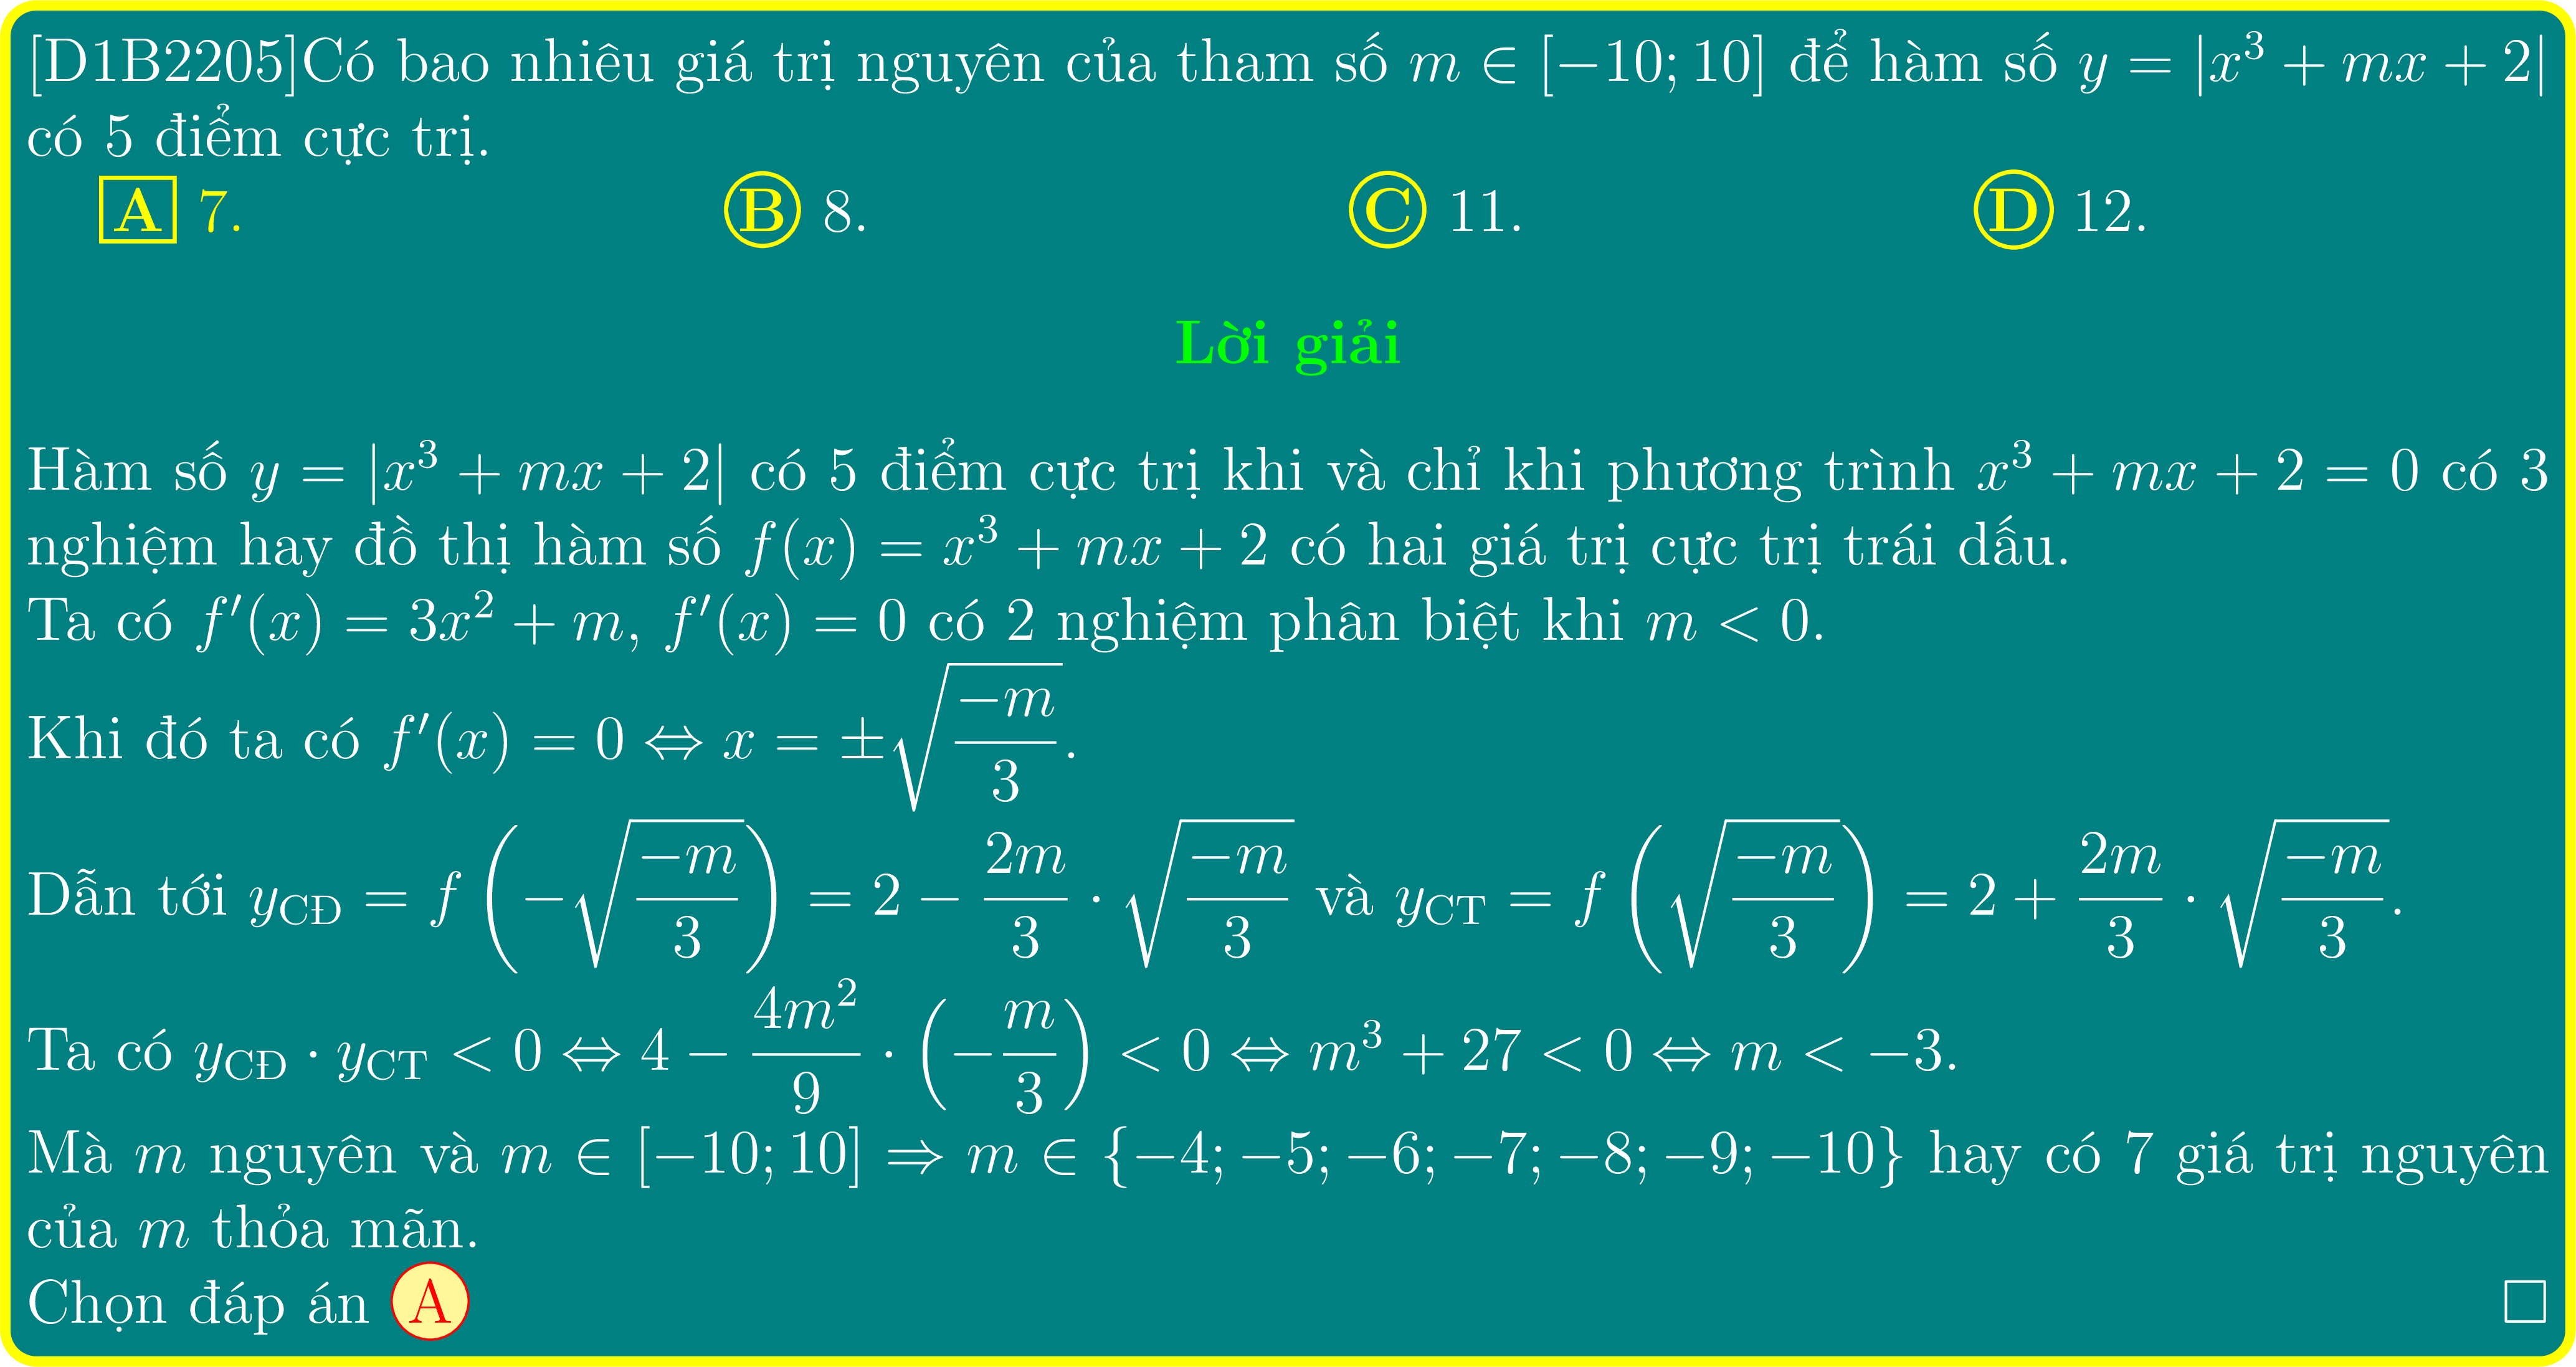 [D1B2205]Có bao nhiêu giá trị nguyên của tham số $m \in [-10; 10]$ để hàm số $y = |x^3 + mx + 2|$
có 5 điểm cực trị.
A 7. B 8. C 11. D 12.
Lời giải
Hàm số $y = |x^3 + mx + 2|$ có 5 điểm cực trị khi và chỉ khi phương trình $x^3 + mx + 2 = 0$ có 3
nghiệm hay đồ thị hàm số $f(x) = x^3 + mx + 2$ có hai giá trị cực trị trái dấu.
Ta có $f'(x) = 3x^2 + m$, $f'(x) = 0$ có 2 nghiệm phân biệt khi $m < 0$.
Khi đó ta có $f'(x) = 0 \Leftrightarrow x = \pm\sqrt{\dfrac{-m}{3}}$.
Dẫn tới $y_{\text{CĐ}} = f\left(-\sqrt{\dfrac{-m}{3}}\right) = 2 - \dfrac{2m}{3} \cdot \sqrt{\dfrac{-m}{3}}$ và $y_{\text{CT}} = f\left(\sqrt{\dfrac{-m}{3}}\right) = 2 + \dfrac{2m}{3} \cdot \sqrt{\dfrac{-m}{3}}$.
Ta có $y_{\text{CĐ}} \cdot y_{\text{CT}} < 0 \Leftrightarrow 4 - \dfrac{4m^2}{9} \cdot \left(-\dfrac{m}{3}\right) < 0 \Leftrightarrow m^3 + 27 < 0 \Leftrightarrow m < -3$.
Mà $m$ nguyên và $m \in [-10; 10] \Rightarrow m \in \{-4; -5; -6; -7; -8; -9; -10\}$ hay có 7 giá trị nguyên
của $m$ thỏa mãn.
Chọn đáp án A □